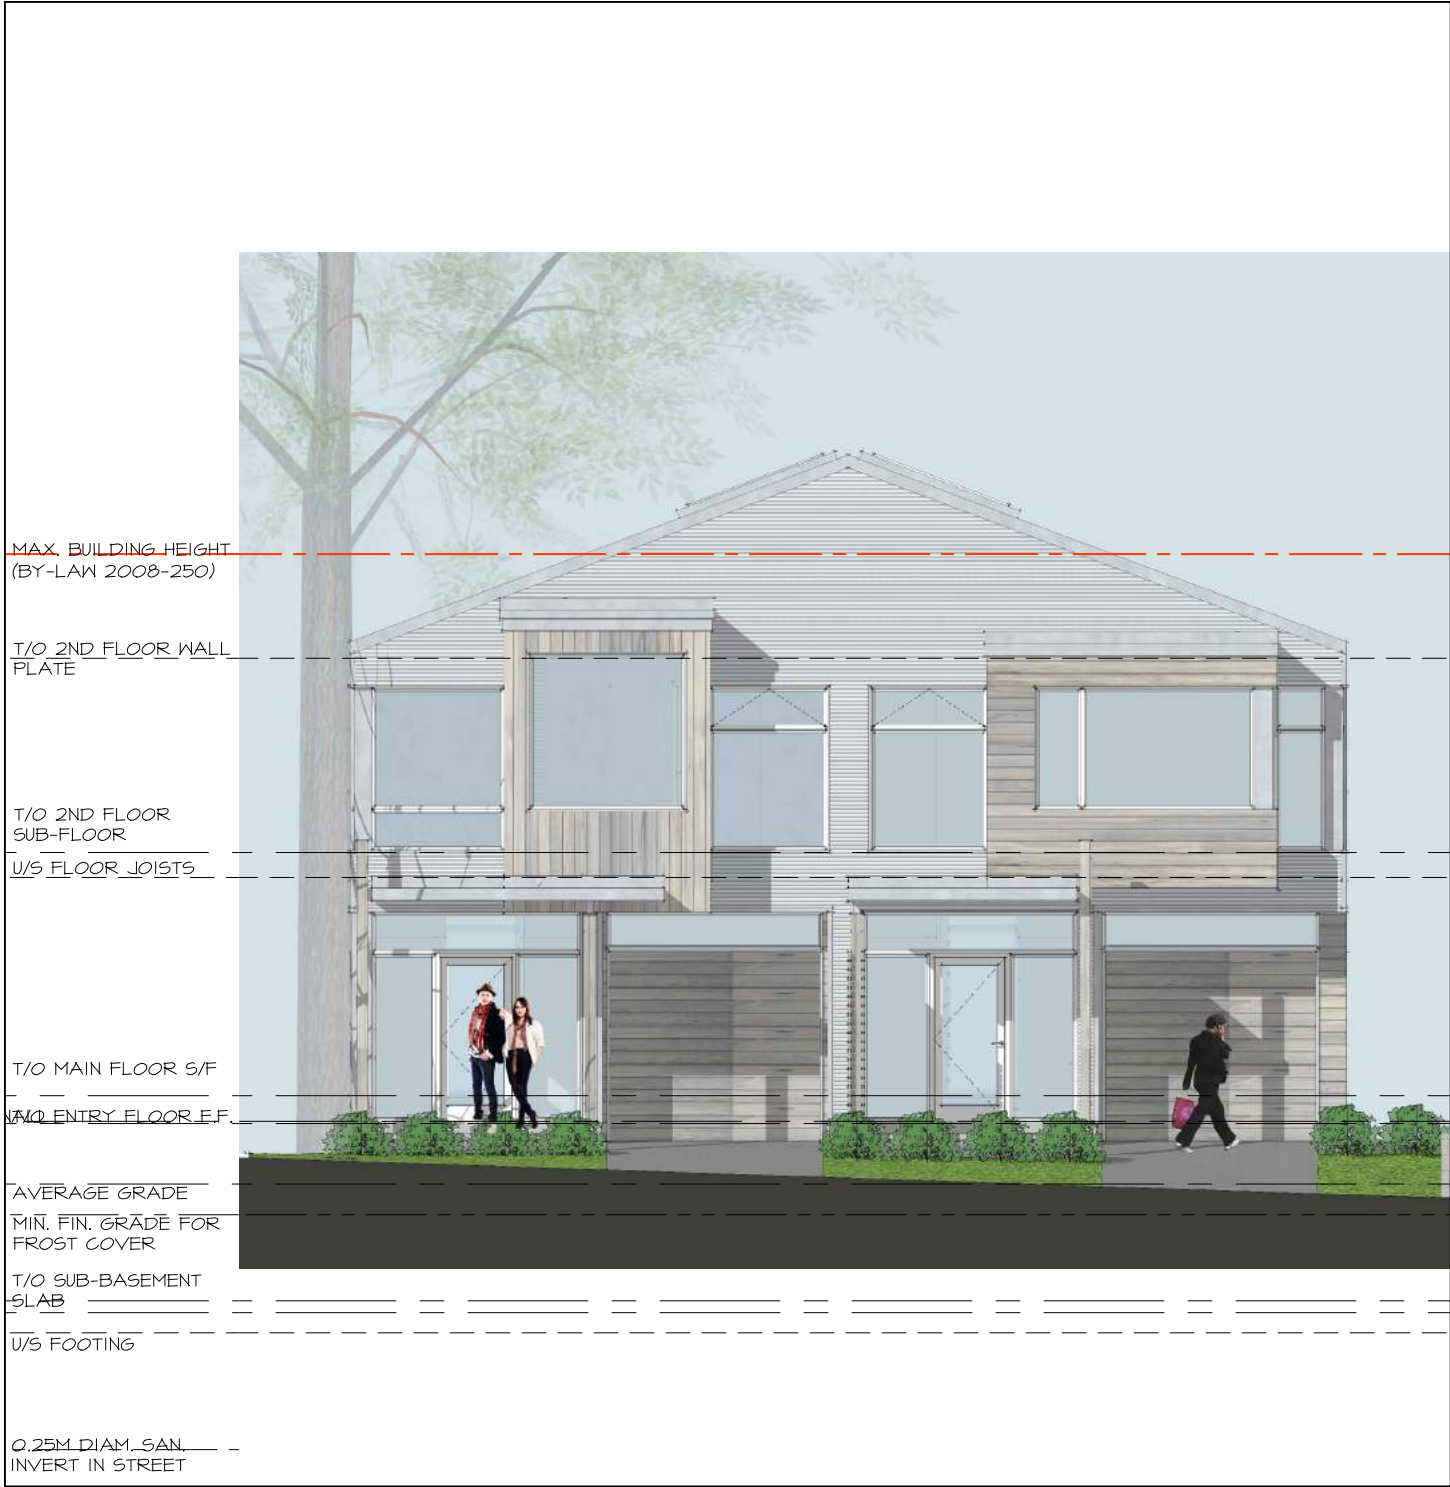 MAX. BUILDING HEIGHT
(BY-LAW 2008-250)
T/O 2ND FLOOR WALL
PLATE
T/O 2ND FLOOR
SUB-FLOOR
U/S FLOOR JOISTS
T/O MAIN FLOOR S/F
ENTRY FLOOR F.F.
AVERAGE GRADE
MIN. FIN. GRADE FOR
FROST COVER
T/O SUB-BASEMENT
SLAB
U/S FOOTING
0.25M DIAM. SAN.
INVERT IN STREET